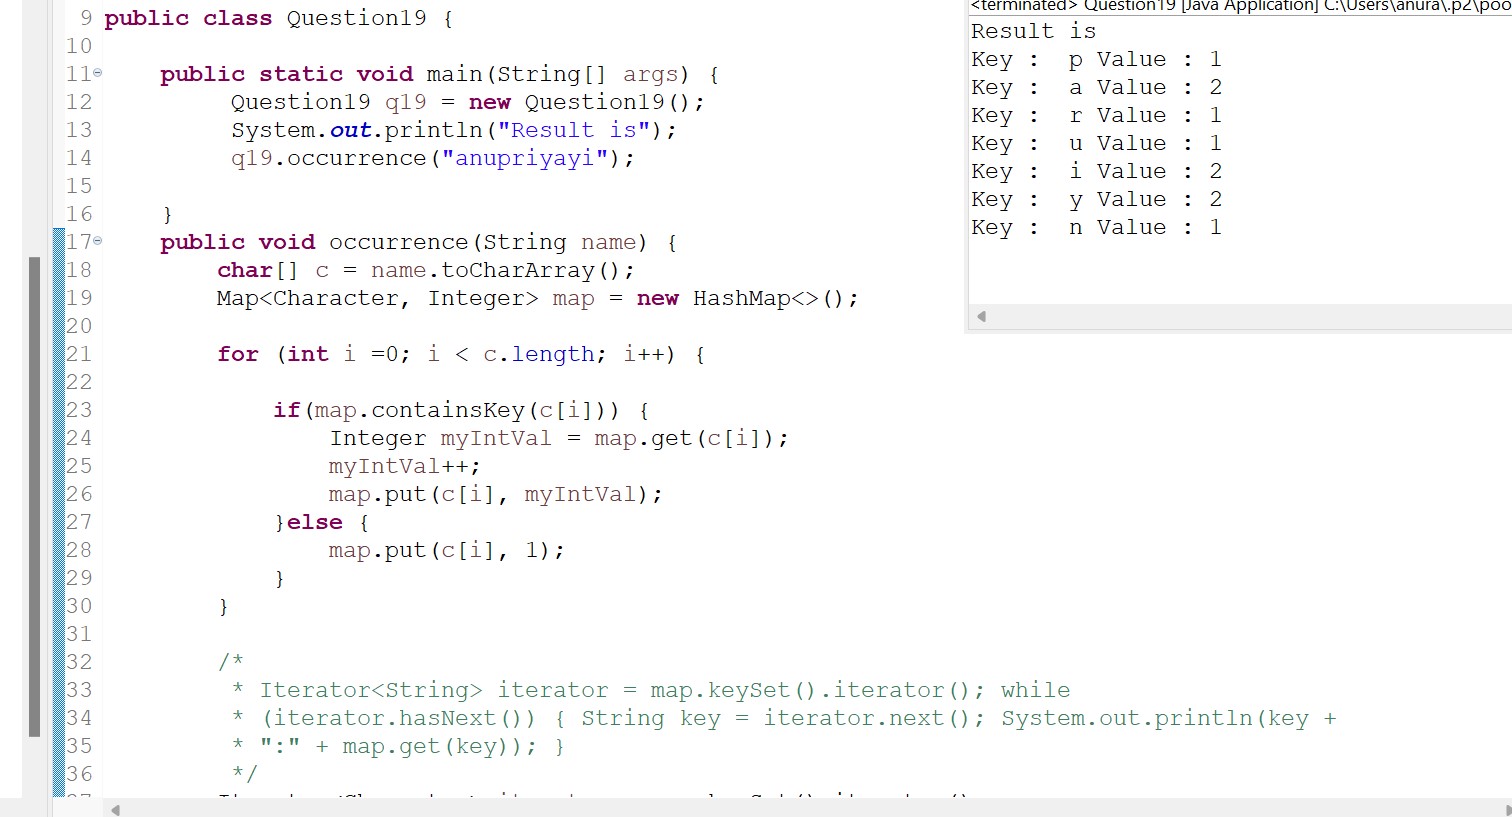 9 public class Question19 {
10
11 public static void main(String[] args) {
12 Question19 q19 = new Question19();
13 System.out.println("Result is");
14 q19.occurrence("anupriyayi");
15
16 }
17 public void occurrence(String name) {
18 char[] c = name.toCharArray();
19 Map<Character, Integer> map = new HashMap<>();
20
21 for (int i =0; i < c.length; i++) {
22
23 if(map.containsKey(c[i])) {
24 Integer myIntVal = map.get(c[i]);
25 myIntVal++;
26 map.put(c[i], myIntVal);
27 }else {
28 map.put(c[i], 1);
29 }
30 }
31
32 /*
33 * Iterator<String> iterator = map.keySet().iterator(); while
34 * (iterator.hasNext()) { String key = iterator.next(); System.out.println(key +
35 * ":" + map.get(key)); }
36 */
<terminated> Question19 [Java Application] C:\Users\anura\.p2\poo
Result is
Key :  p Value : 1
Key :  a Value : 2
Key :  r Value : 1
Key :  u Value : 1
Key :  i Value : 2
Key :  y Value : 2
Key :  n Value : 1